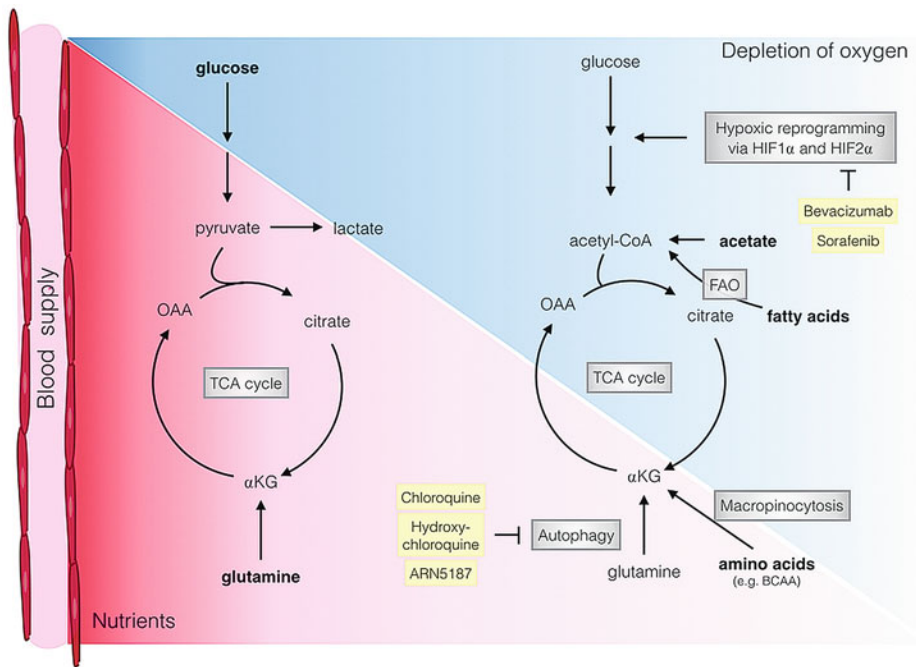 Depletion of oxygen
Blood supply
Nutrients
glucose
pyruvate
lactate
OAA
citrate
TCA cycle
αKG
glutamine
glucose
Hypoxic reprogramming
via HIF1α and HIF2α
Bevacizumab
Sorafenib
acetyl-CoA
acetate
FAO
fatty acids
OAA
citrate
TCA cycle
αKG
Macropinocytosis
Chloroquine
Hydroxy-
chloroquine
ARN5187
Autophagy
glutamine
amino acids
(e.g. BCAA)